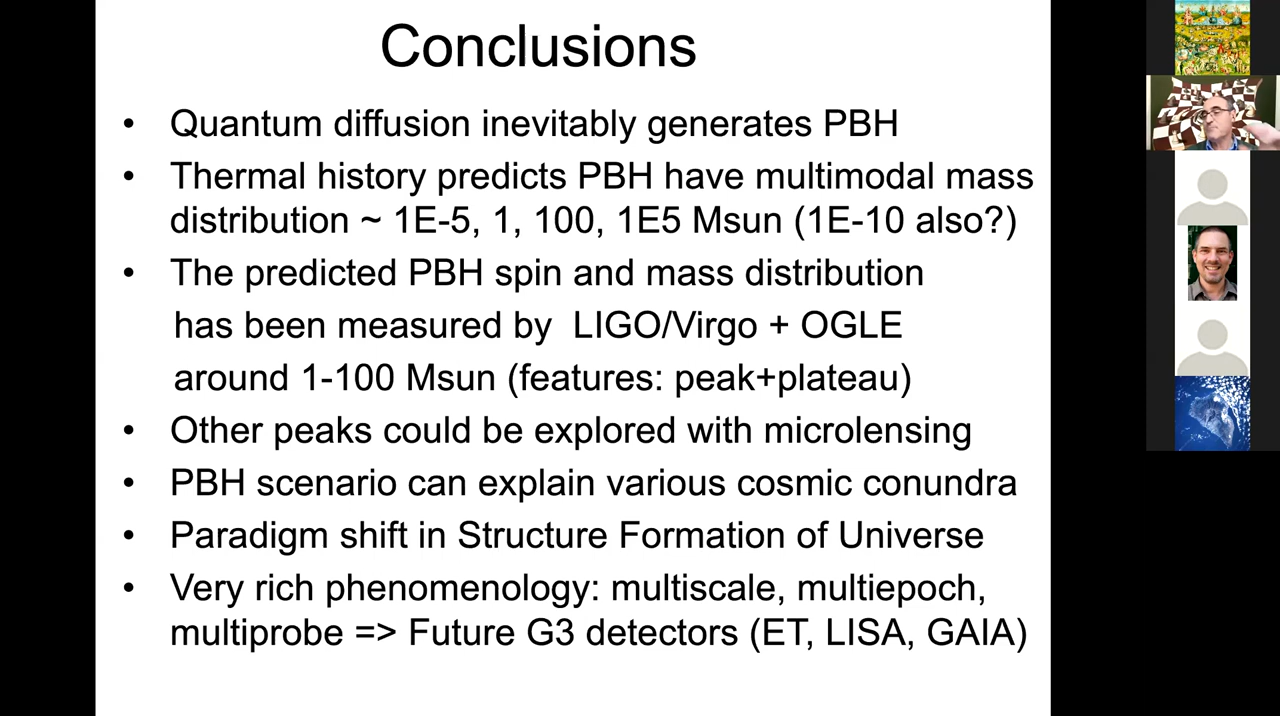 Conclusions
• Quantum diffusion inevitably generates PBH
• Thermal history predicts PBH have multimodal mass
distribution ~ 1E-5, 1, 100, 1E5 Msun (1E-10 also?)
• The predicted PBH spin and mass distribution
has been measured by LIGO/Virgo + OGLE
around 1-100 Msun (features: peak+plateau)
• Other peaks could be explored with microlensing
• PBH scenario can explain various cosmic conundra
• Paradigm shift in Structure Formation of Universe
• Very rich phenomenology: multiscale, multiepoch,
multiprobe => Future G3 detectors (ET, LISA, GAIA)